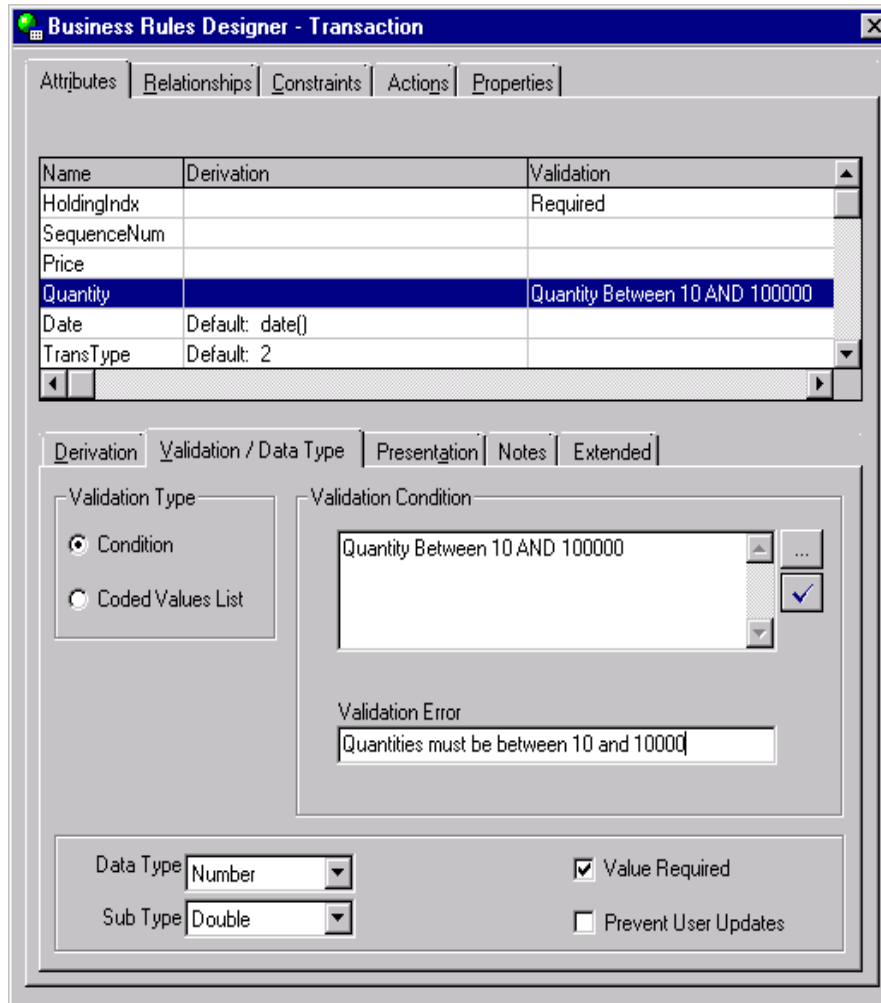 Business Rules Designer - Transaction
Attributes Relationships Constraints Actions Properties
Name Derivation Validation
HoldingIndx Required
SequenceNum
Price
Quantity Quantity Between 10 AND 100000
Date Default: date()
TransType Default: 2
Derivation Validation / Data Type Presentation Notes Extended
Validation Type Validation Condition
Condition Quantity Between 10 AND 100000 ...
Coded Values List
Validation Error
Quantities must be between 10 and 10000
Data Type Number Value Required
Sub Type Double Prevent User Updates